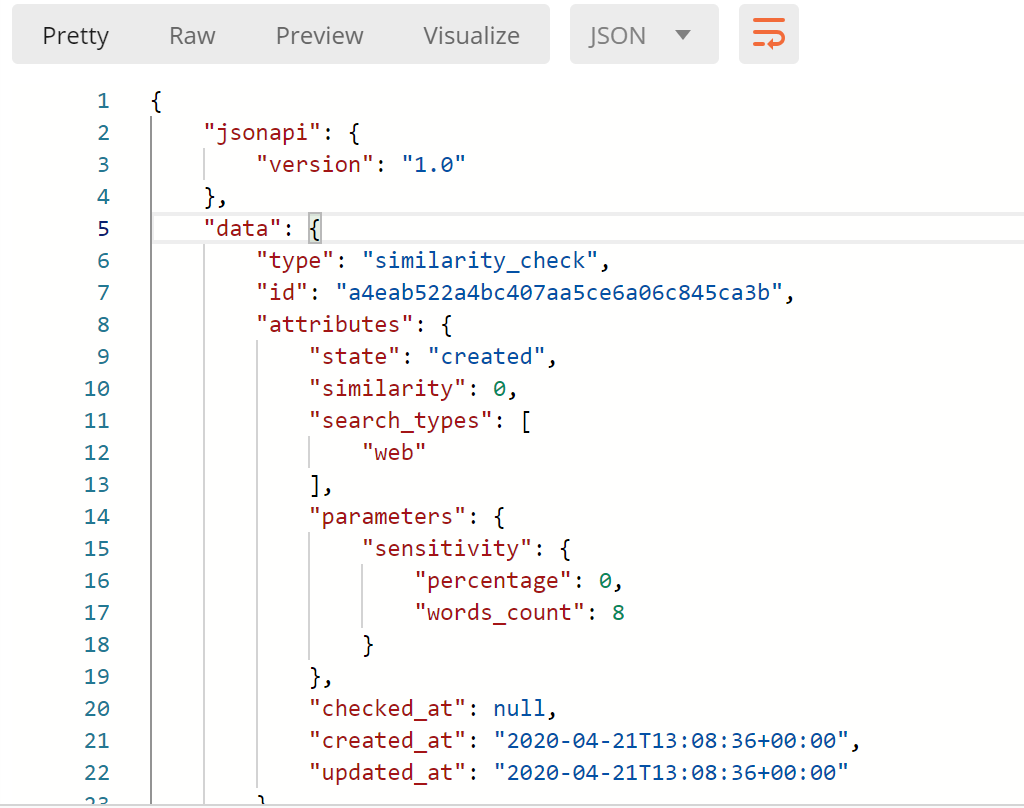 Pretty Raw Preview Visualize JSON
1 {
2 "jsonapi": {
3 "version": "1.0"
4 },
5 "data": {
6 "type": "similarity_check",
7 "id": "a4eab522a4bc407aa5ce6a06c845ca3b",
8 "attributes": {
9 "state": "created",
10 "similarity": 0,
11 "search_types": [
12 "web"
13 ],
14 "parameters": {
15 "sensitivity": {
16 "percentage": 0,
17 "words_count": 8
18 }
19 },
20 "checked_at": null,
21 "created_at": "2020-04-21T13:08:36+00:00",
22 "updated_at": "2020-04-21T13:08:36+00:00"
23 }